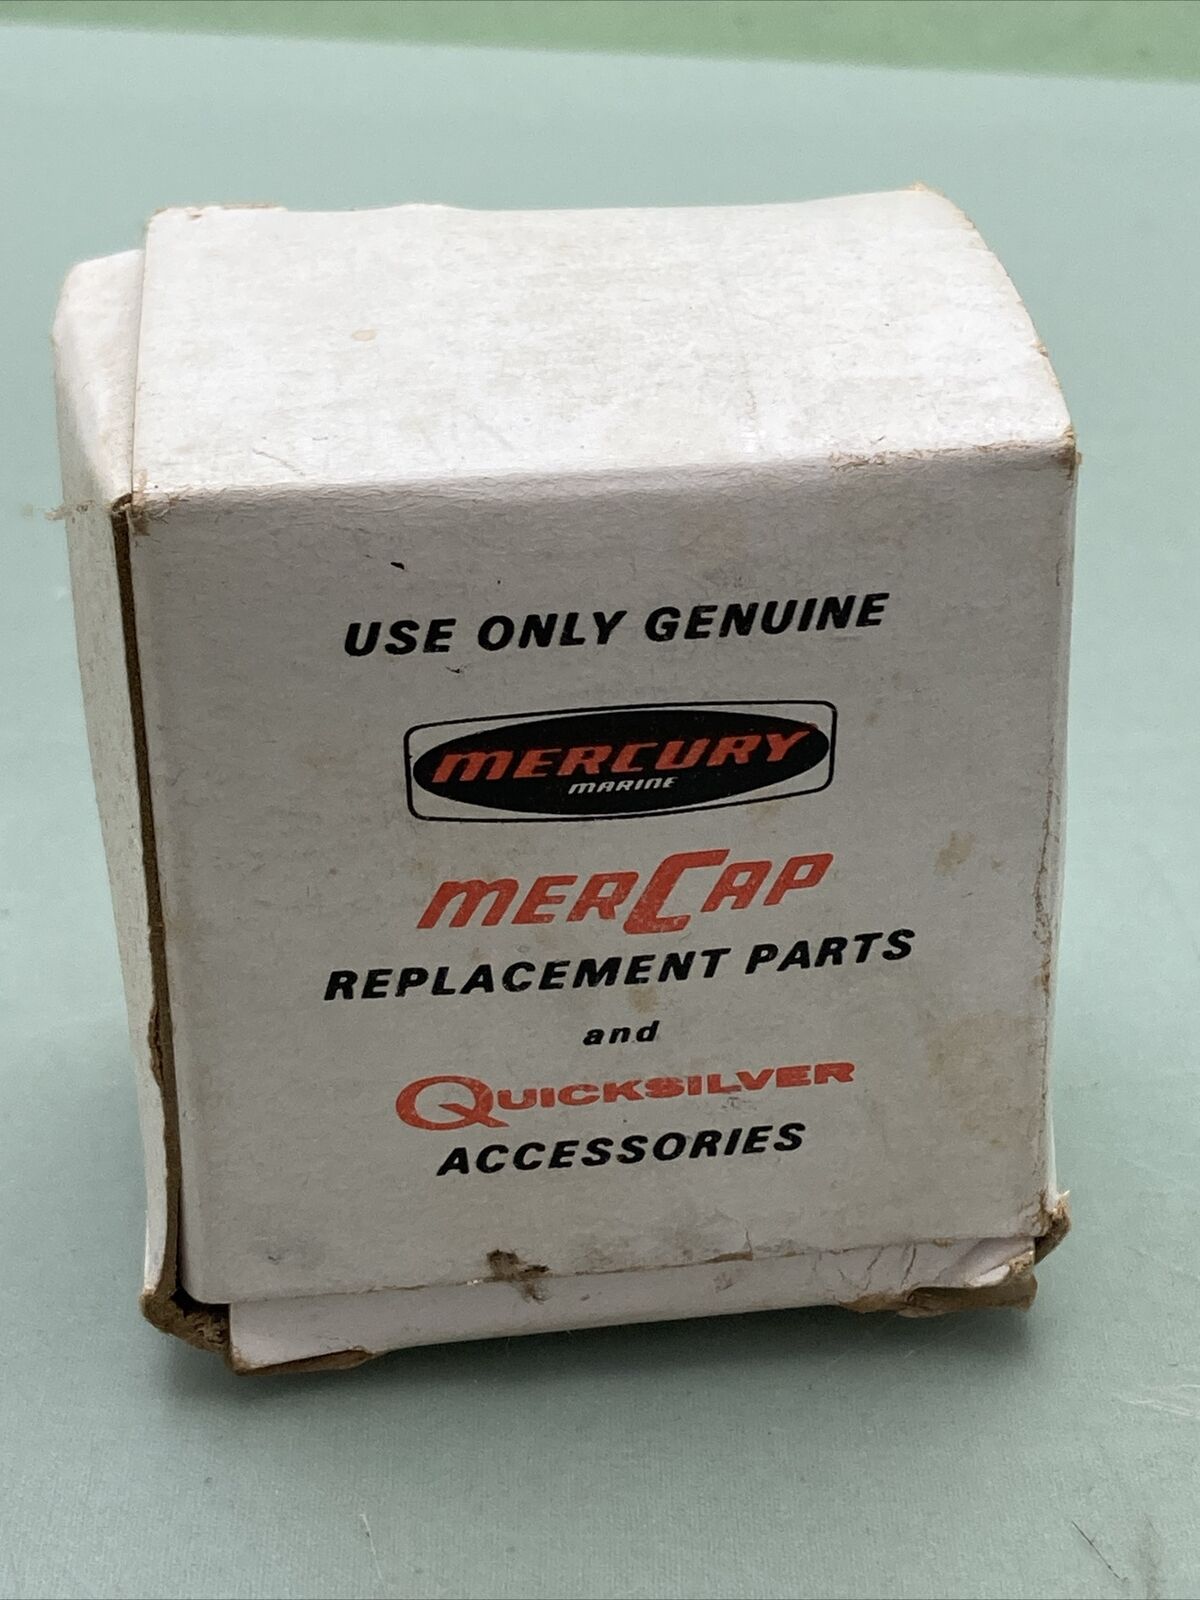 USE ONLY GENUINE
MERCURY
MARINE
MERCAP
REPLACEMENT PARTS
and
QUICKSILVER
ACCESSORIES